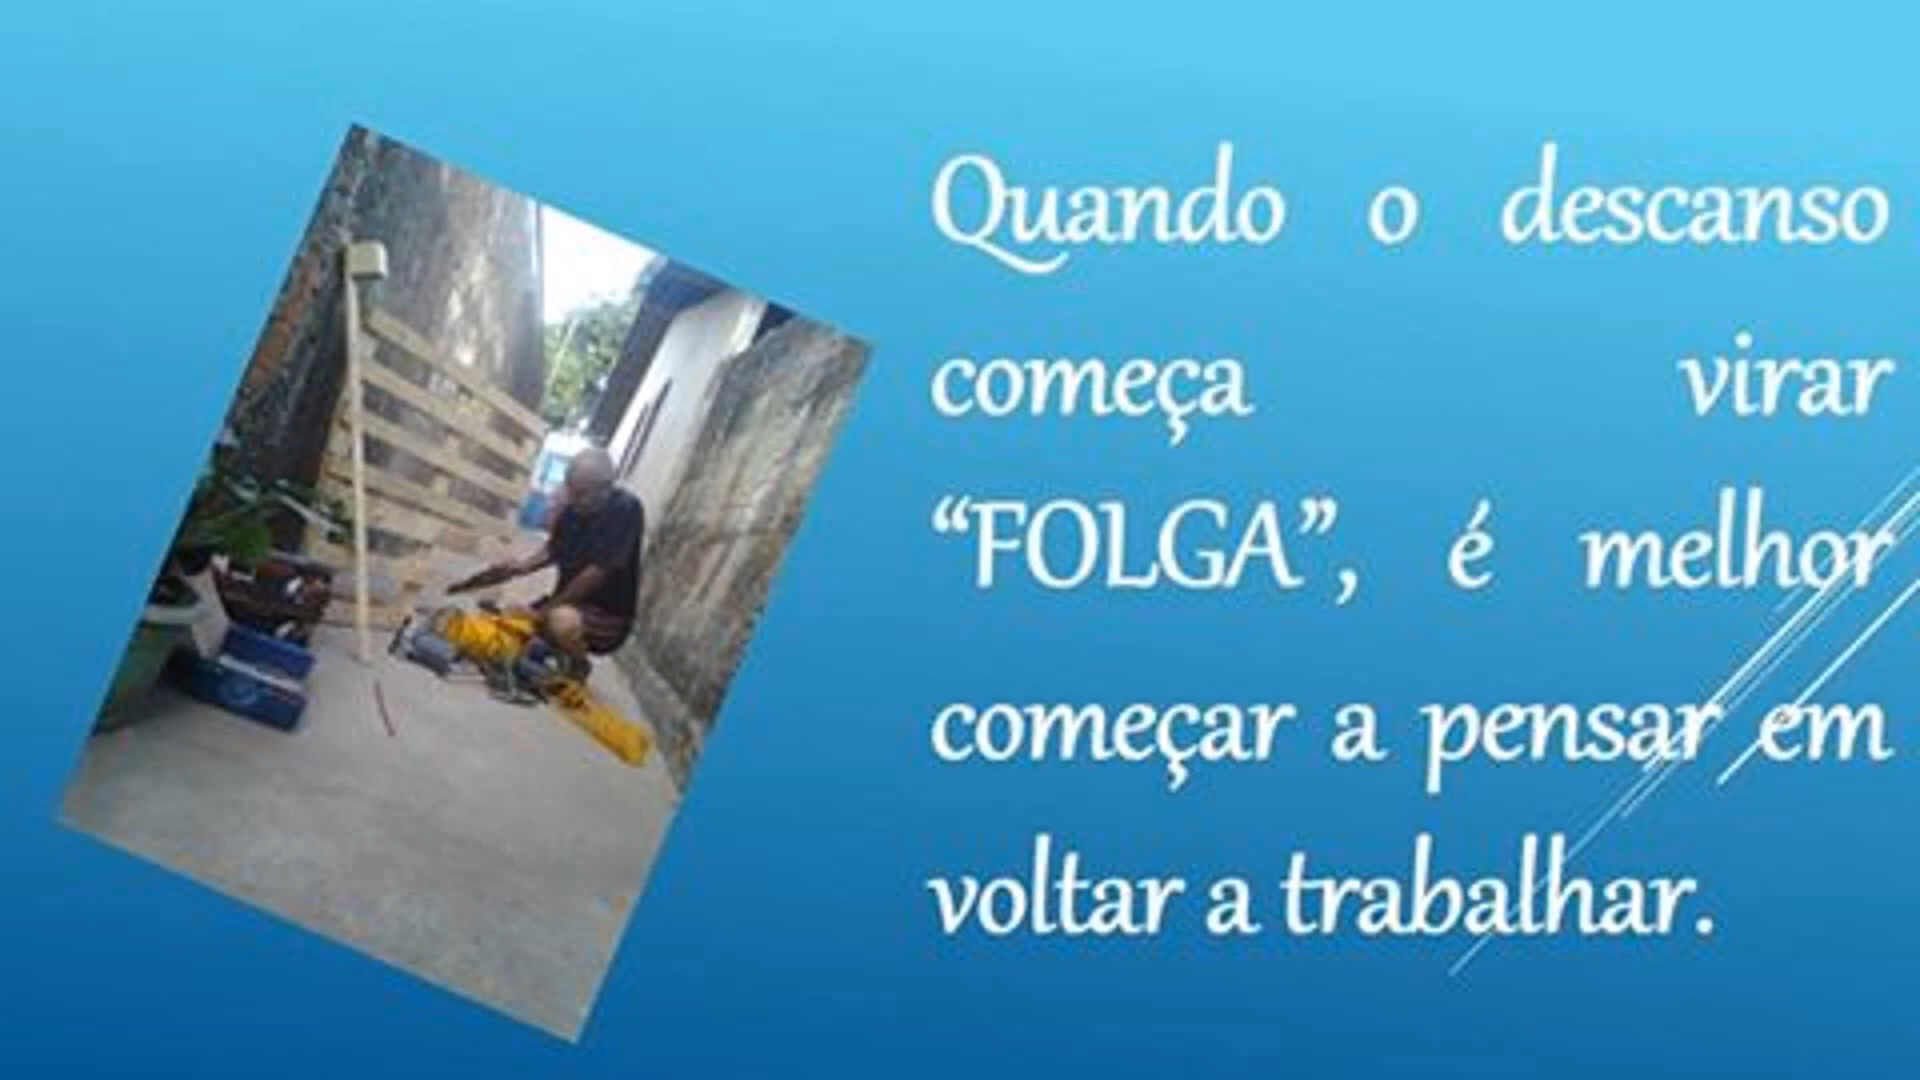 Quando o descanso
começa virar
“FOLGA”, é melhor
começar a pensar em
voltar a trabalhar.